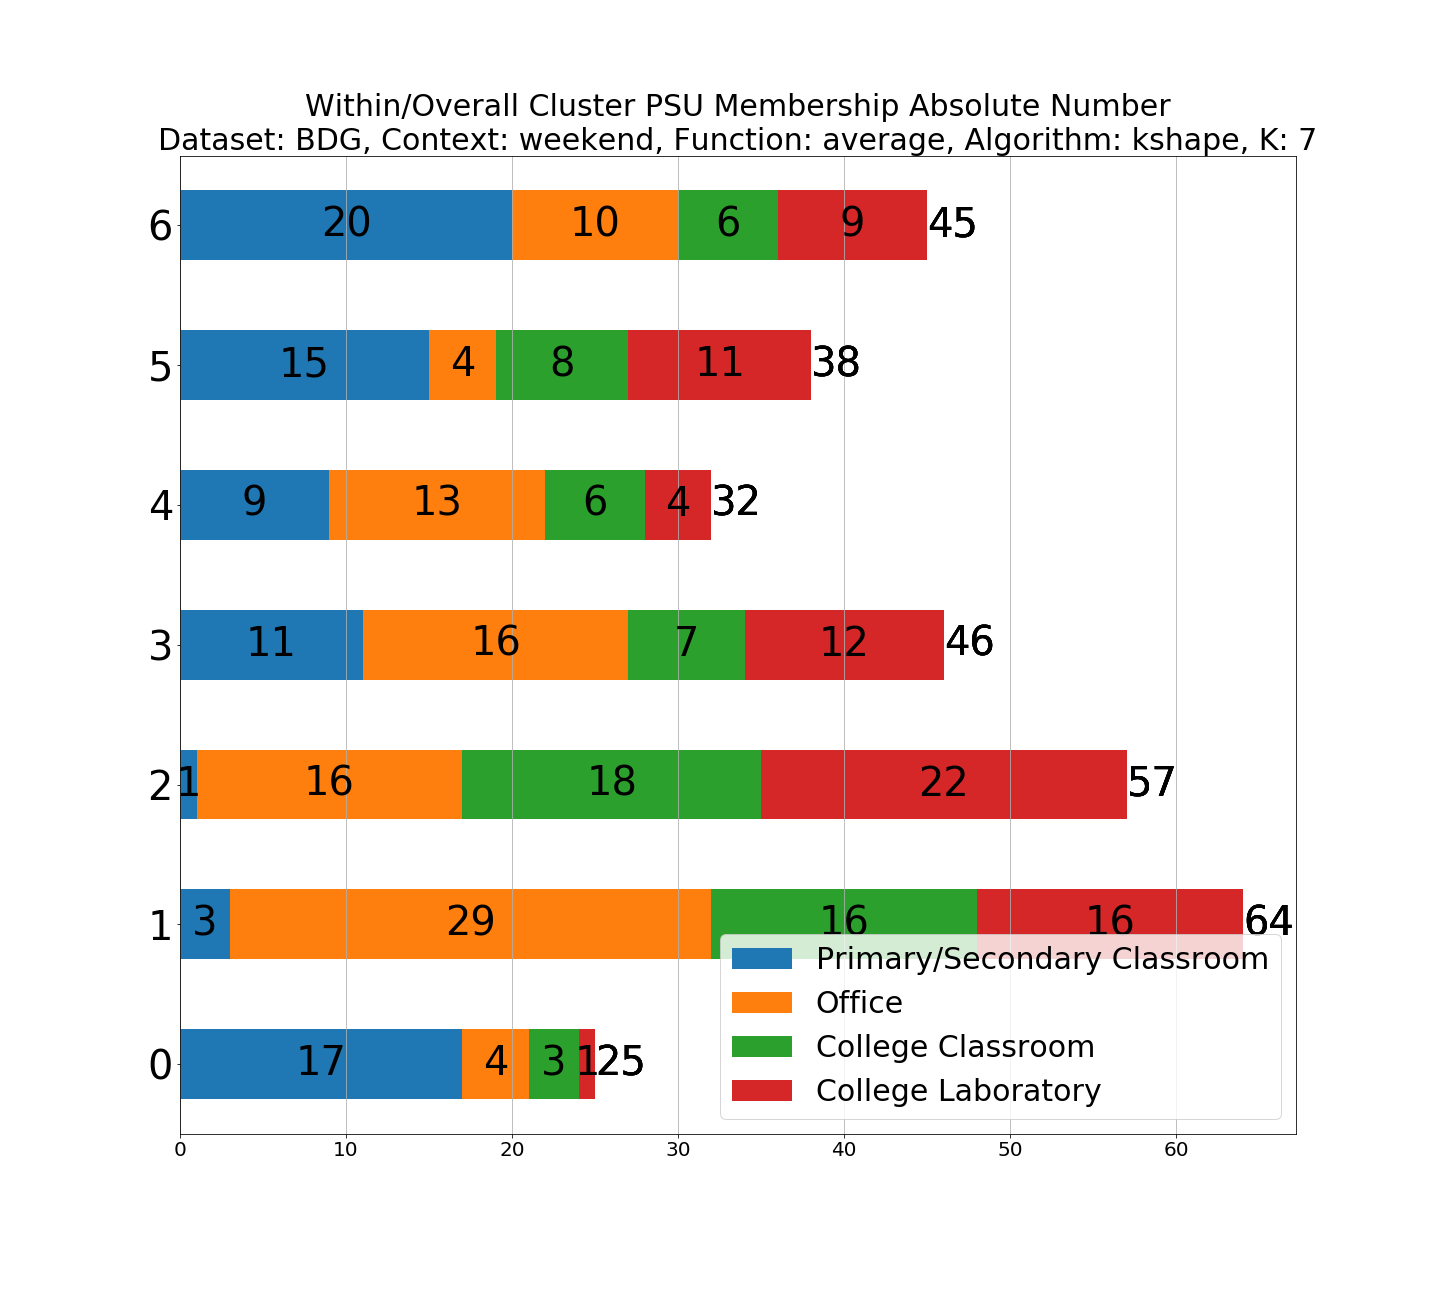 Within/Overall Cluster PSU Membership Absolute Number
Dataset: BDG, Context: weekend, Function: average, Algorithm: kshape, K: 7
6 20 10 6 9 45
5 15 4 8 11 38
4 9 13 6 4 32
3 11 16 7 12 46
2 1 16 18 22 57
1 3 29 16 16 64
Primary/Secondary Classroom
Office
College Classroom
College Laboratory
0 17 4 3 1 25
0 10 20 30 40 50 60